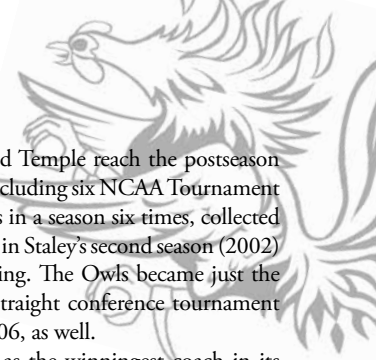 d Temple reach the postseason
cluding six NCAA Tournament
s in a season six times, collected
in Staley's second season (2002)
ing. The Owls became just the
traight conference tournament
06, as well.
as the winningest coach in its